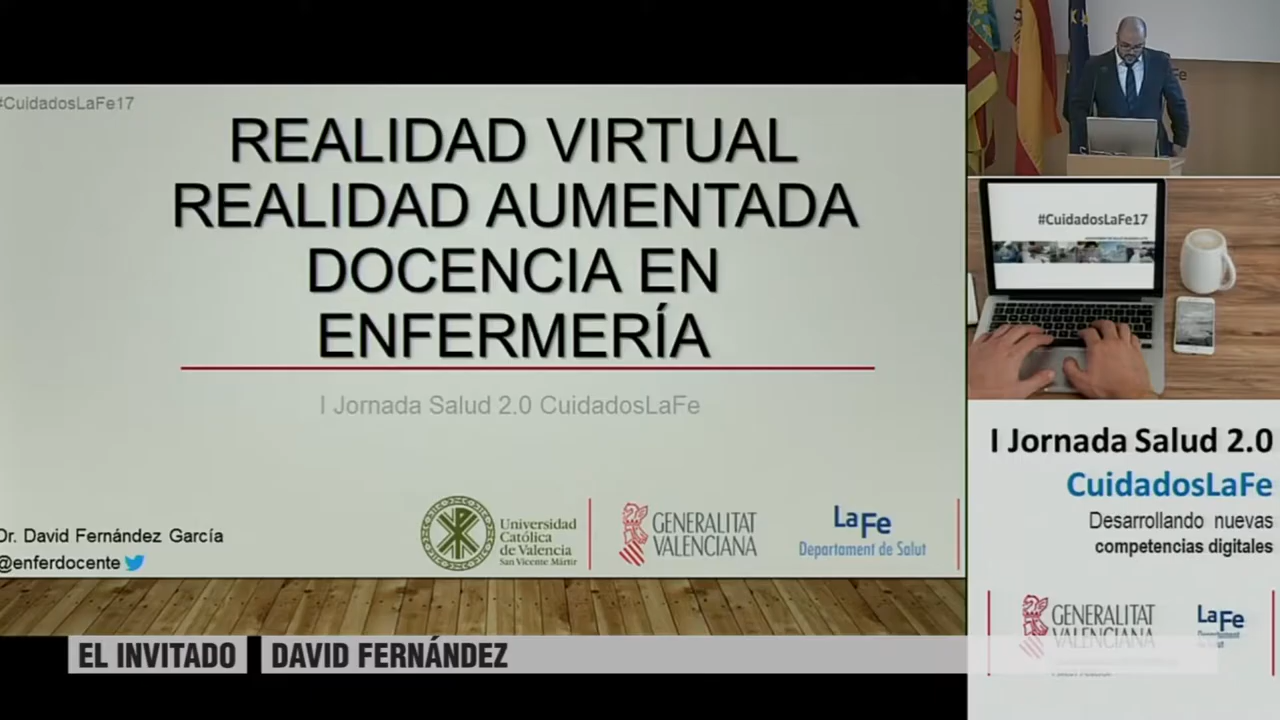 #CuidadosLaFe17
REALIDAD VIRTUAL
REALIDAD AUMENTADA
DOCENCIA EN
ENFERMERÍA
I Jornada Salud 2.0 CuidadosLaFe
Dr. David Fernández García
@enferdocente
Universidad
Católica
de Valencia
San Vicente Mártir
GENERALITAT
VALENCIANA
LaFe
Departament de Salut
EL INVITADO
DAVID FERNÁNDEZ
#CuidadosLaFe17
I Jornada Salud 2.0
CuidadosLaFe
Desarrollando nuevas
competencias digitales
GENERALITAT
VALENCIANA
LaFe